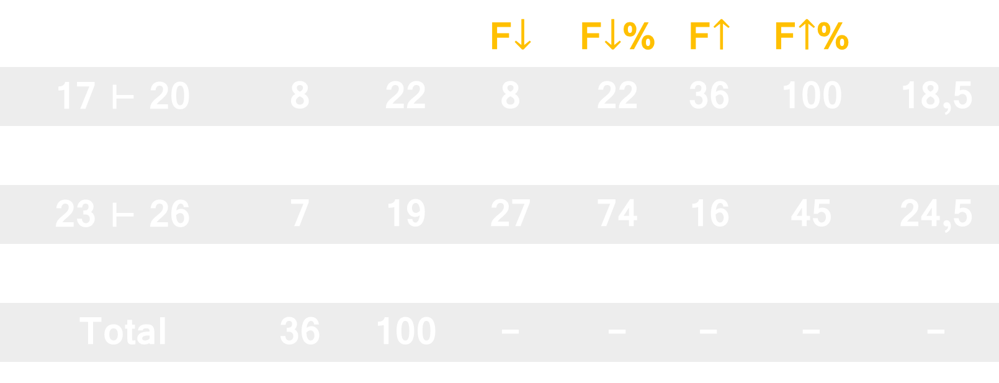 F↓ F↓% F↑ F↑%
17 ⊢ 20 8 22 8 22 36 100 18,5
23 ⊢ 26 7 19 27 74 16 45 24,5
Total 36 100 - - - - -